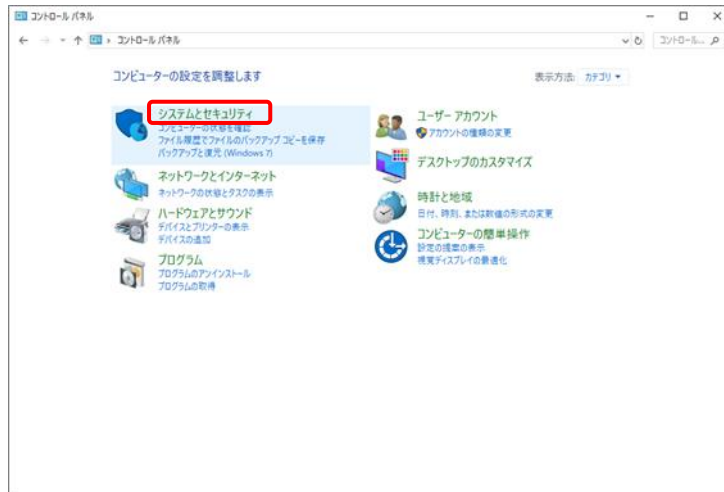 コントロール パネル
コントロール パネル
コントロール...
コンピューターの設定を調整します
表示方法: カテゴリ
システムとセキュリティ
コンピューターの状態を確認
ファイル履歴でファイルのバックアップ コピーを保存
バックアップと復元 (Windows 7)
ネットワークとインターネット
ネットワークの状態とタスクの表示
ハードウェアとサウンド
デバイスとプリンターの表示
デバイスの追加
プログラム
プログラムのアンインストール
プログラムの取得
ユーザー アカウント
アカウントの種類の変更
デスクトップのカスタマイズ
時計と地域
日付、時刻、または数値の形式の変更
コンピューターの簡単操作
設定の提案の表示
視覚ディスプレイの最適化